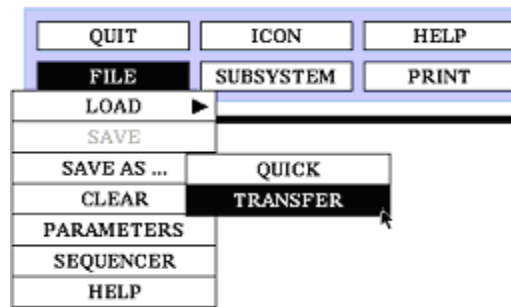 QUIT ICON HELP
FILE SUBSYSTEM PRINT
LOAD
SAVE
SAVE AS ... QUICK
CLEAR TRANSFER
PARAMETERS
SEQUENCER
HELP